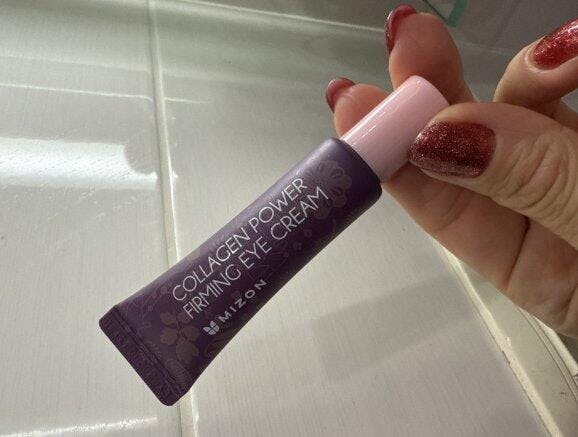 COLLAGEN POWER
FIRMING EYE CREAM
MIZON